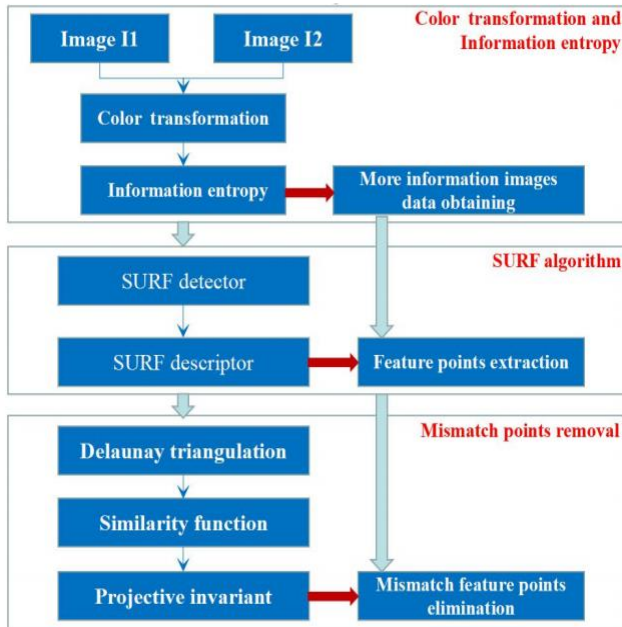 Image I1
Image I2
Color transformation and
Information entropy
Color transformation
Information entropy
More information images
data obtaining
SURF algorithm
SURF detector
SURF descriptor
Feature points extraction
Mismatch points removal
Delaunay triangulation
Similarity function
Projective invariant
Mismatch feature points
elimination